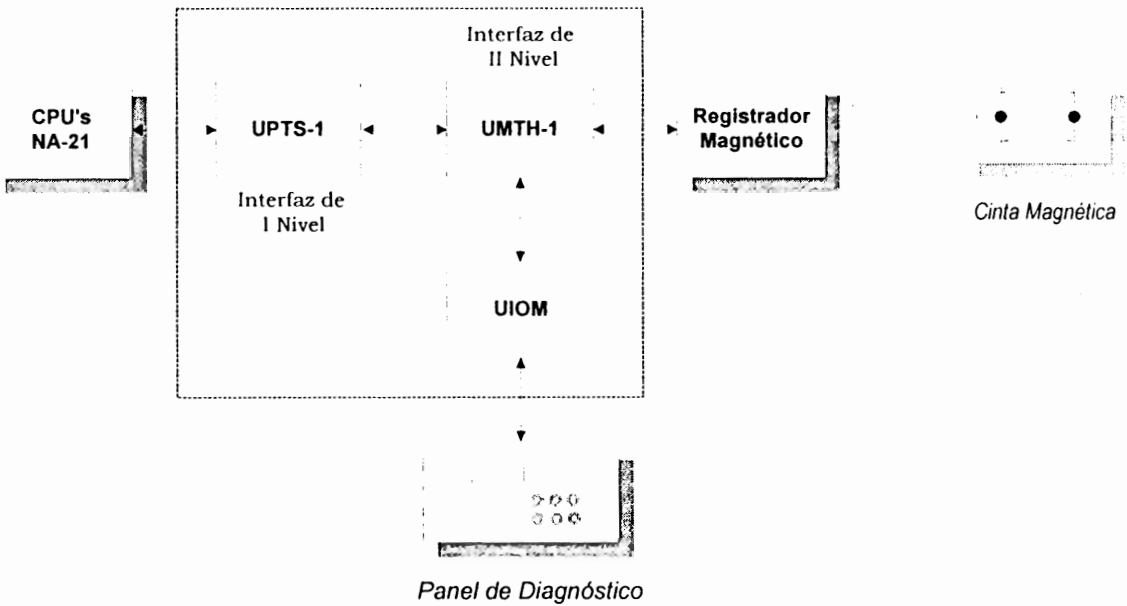 Interfaz de
II Nivel
CPU's
NA-21
UPTS-1
UMTH-1
Registrador
Magnético
Interfaz de
I Nivel
Cinta Magnética
UIOM
Panel de Diagnóstico